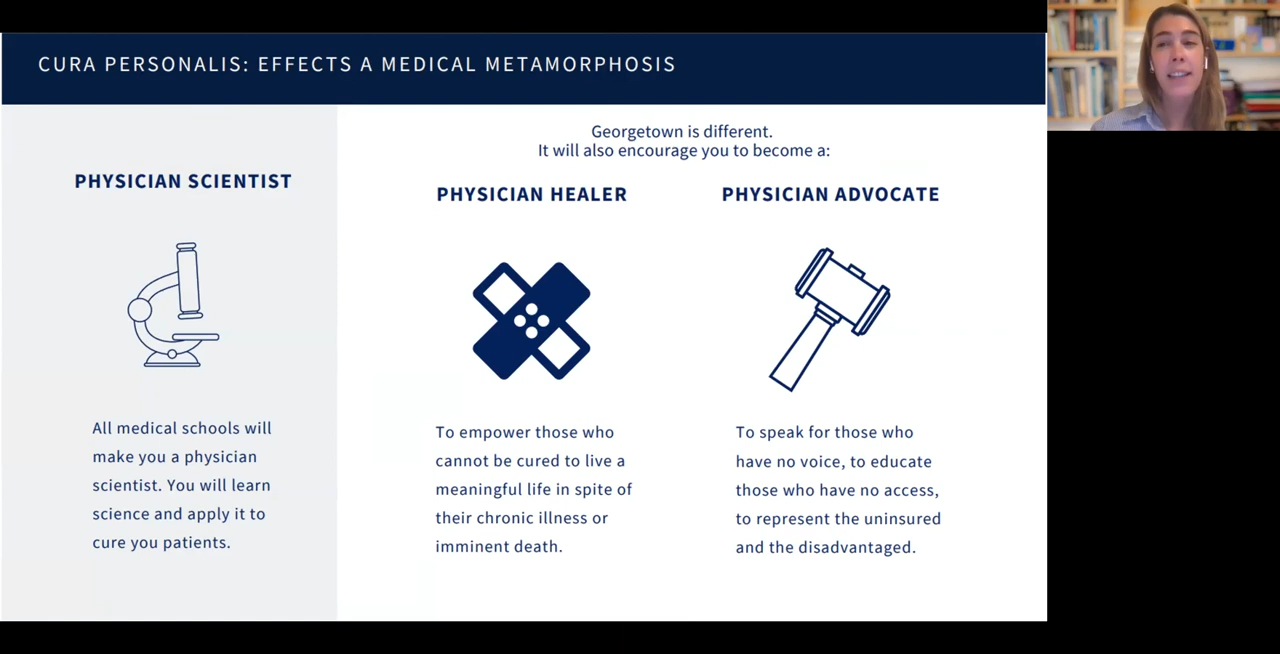 CURA PERSONALIS: EFFECTS A MEDICAL METAMORPHOSIS
PHYSICIAN SCIENTIST
All medical schools will
make you a physician
scientist. You will learn
science and apply it to
cure you patients.
Georgetown is different.
It will also encourage you to become a:
PHYSICIAN HEALER
To empower those who
cannot be cured to live a
meaningful life in spite of
their chronic illness or
imminent death.
PHYSICIAN ADVOCATE
To speak for those who
have no voice, to educate
those who have no access,
to represent the uninsured
and the disadvantaged.